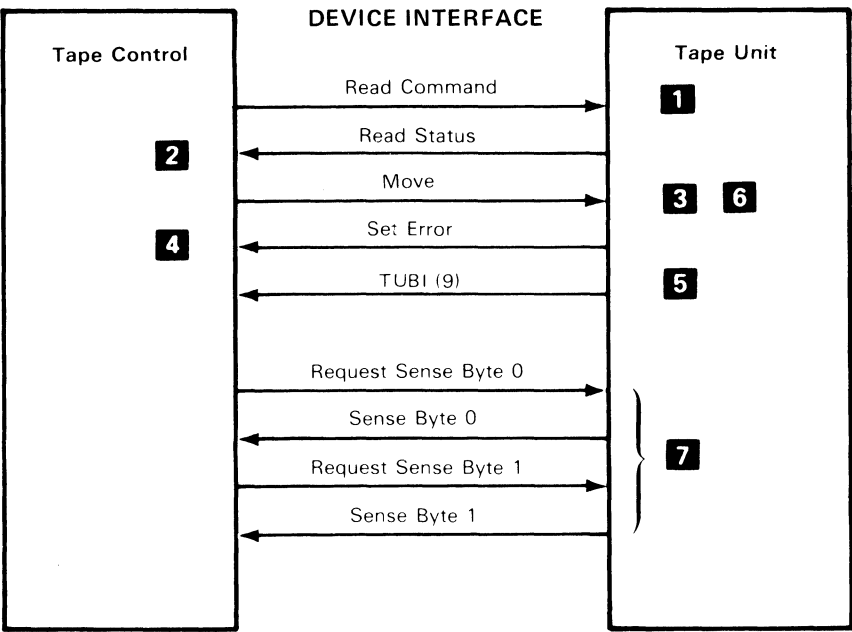 DEVICE INTERFACE
Tape Control
Tape Unit
Read Command
1
Read Status
2
Move
3 6
Set Error
4
TUBI (9)
5
Request Sense Byte 0
Sense Byte 0
7
Request Sense Byte 1
Sense Byte 1